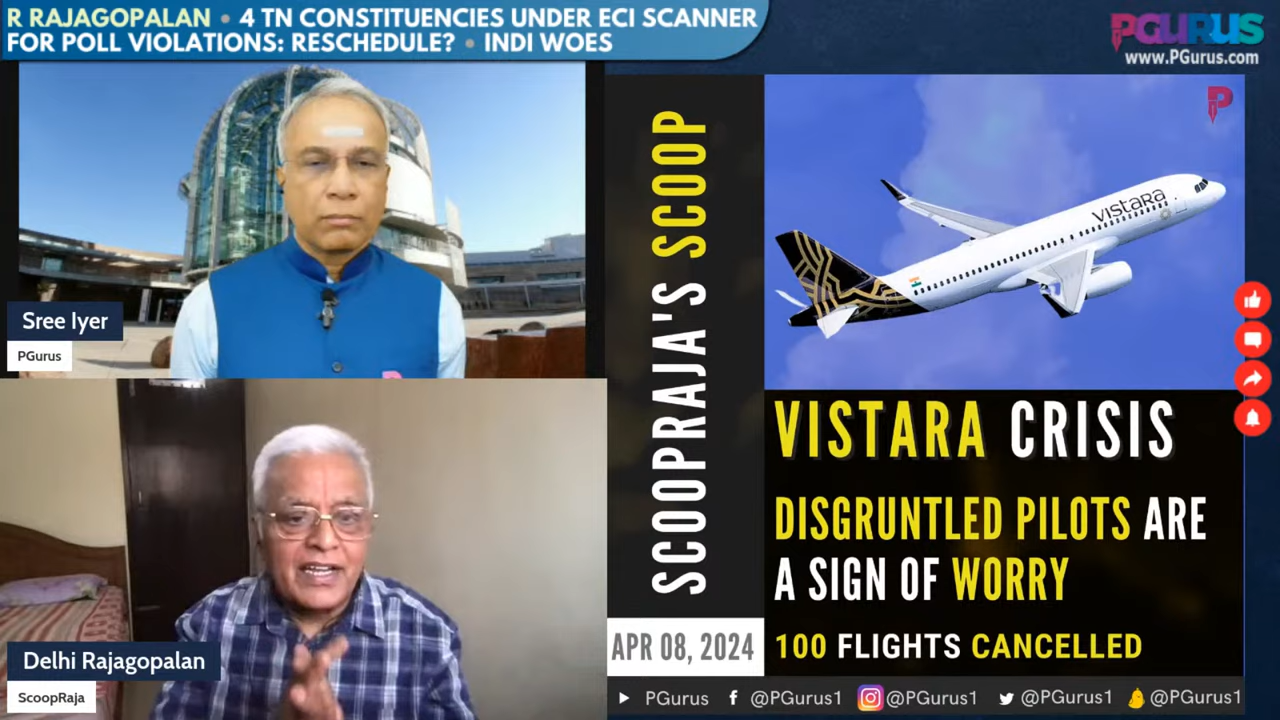 R RAJAGOPALAN • 4 TN CONSTITUENCIES UNDER ECI SCANNER
FOR POLL VIOLATIONS: RESCHEDULE? • INDI WOES
PGURUS
www.PGurus.com
Sree Iyer
PGurus
Delhi Rajagopalan
ScoopRaja
SCOOPRAJA'S SCOOP
APR 08, 2024
vistara
VISTARA CRISIS
DISGRUNTLED PILOTS ARE
A SIGN OF WORRY
100 FLIGHTS CANCELLED
PGurus @PGurus1 @PGurus1 @PGurus1 @PGurus1